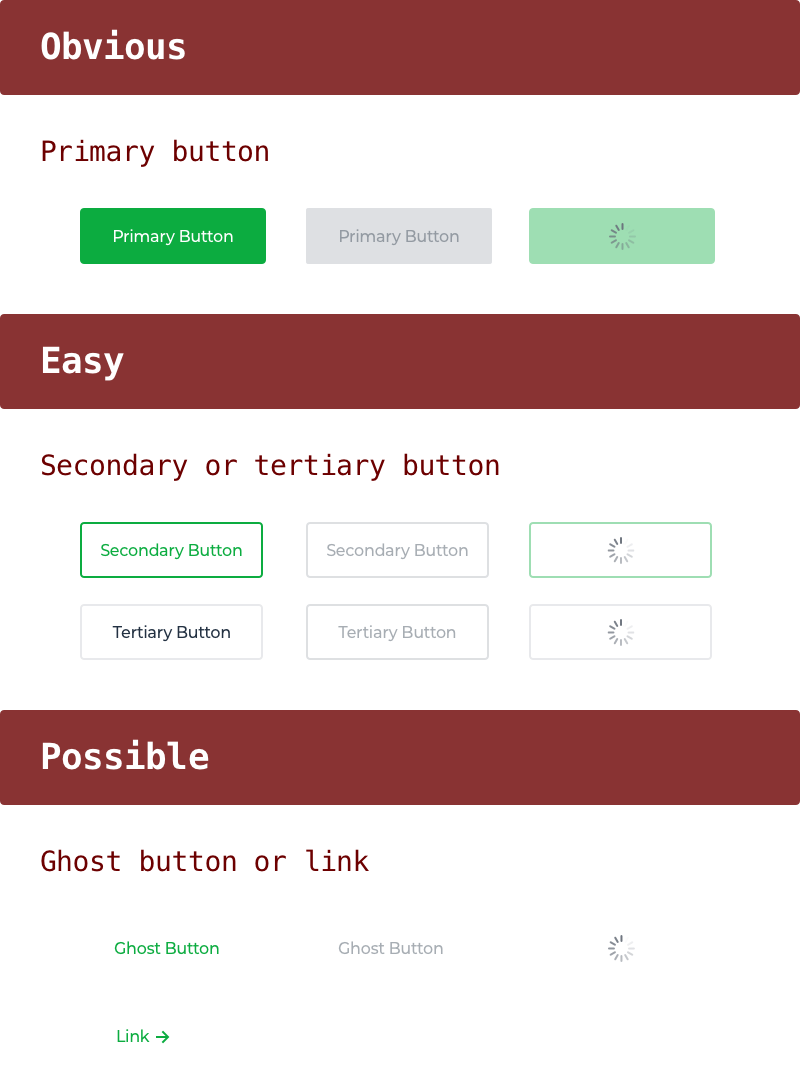 Obvious
Primary button
Primary Button Primary Button
Easy
Secondary or tertiary button
Secondary Button Secondary Button
Tertiary Button Tertiary Button
Possible
Ghost button or link
Ghost Button Ghost Button
Link →